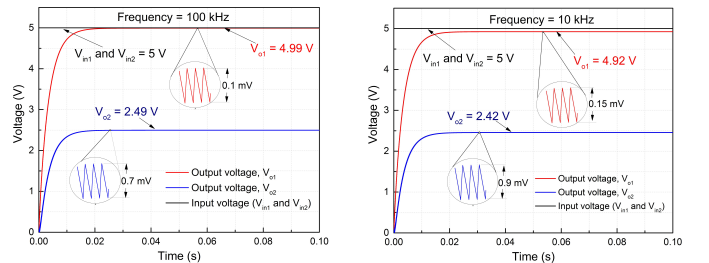 Frequency = 100 kHz
5
4
3
2
1
0
Voltage (V)
V_in1 and V_in2 = 5 V
V_o1 = 4.99 V
0.1 mV
V_o2 = 2.49 V
0.7 mV
Output voltage, V_o1
Output voltage, V_o2
Input voltage (V_in1 and V_in2)
0.00 0.02 0.04 0.06 0.08 0.10
Time (s)
Frequency = 10 kHz
5
4
3
2
1
0
Voltage (V)
V_in1 and V_in2 = 5 V
V_o1 = 4.92 V
0.15 mV
V_o2 = 2.42 V
0.9 mV
Output voltage, V_o1
Output voltage, V_o2
Input voltage (V_in1 and V_in2)
0.00 0.02 0.04 0.06 0.08 0.10
Time (s)